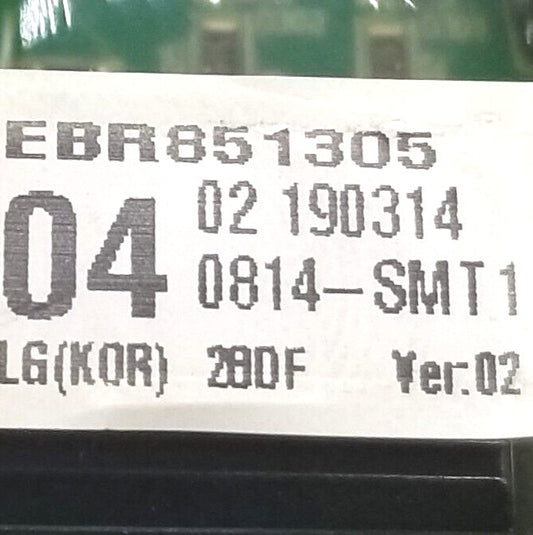 EBR851305
04 02 190314
0814-SMT1
LG(KOR) 28DF Ver.02